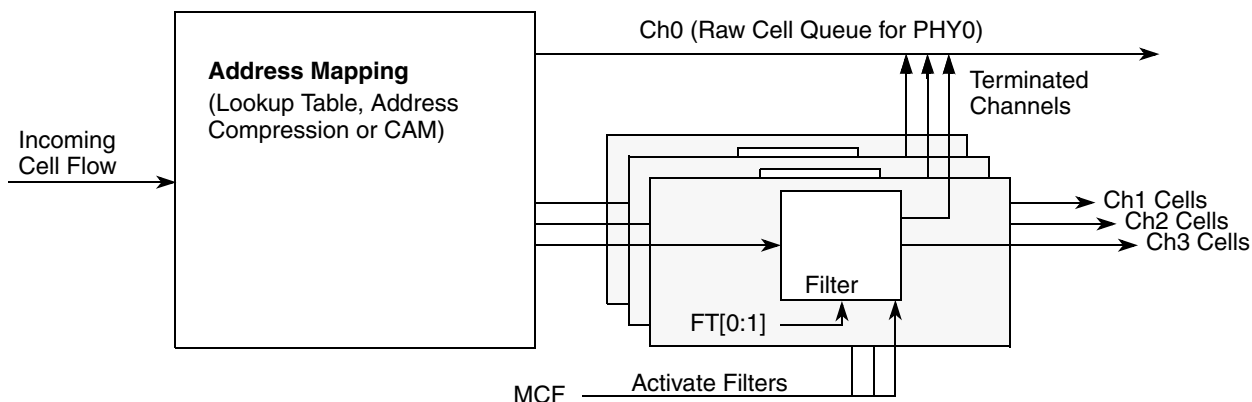 Ch0 (Raw Cell Queue for PHY0)
Address Mapping
(Lookup Table, Address
Compression or CAM)
Terminated
Channels
Incoming
Cell Flow
Ch1 Cells
Ch2 Cells
Ch3 Cells
Filter
FT[0:1]
Activate Filters
MCF